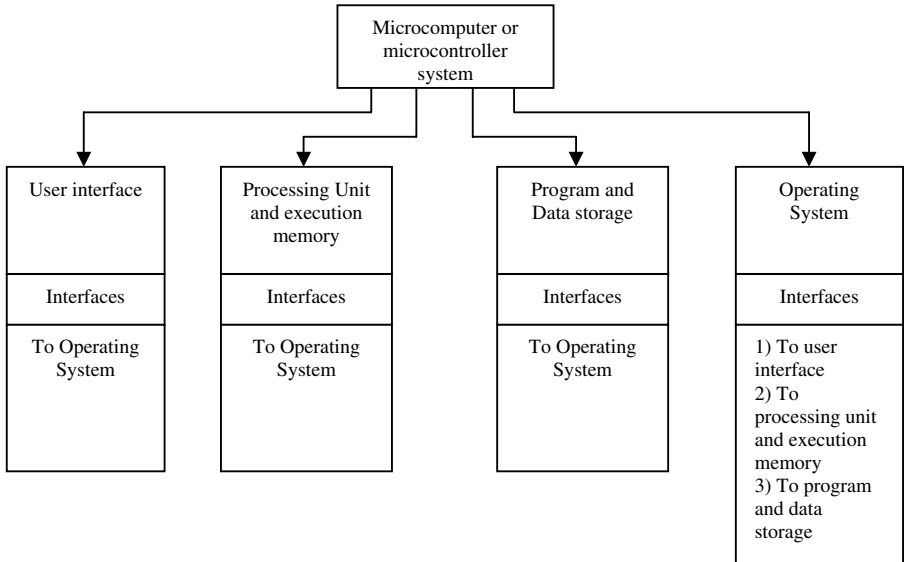 Microcomputer or
microcontroller
system
User interface
Interfaces
To Operating
System
Processing Unit
and execution
memory
Interfaces
To Operating
System
Program and
Data storage
Interfaces
To Operating
System
Operating
System
Interfaces
1) To user
interface
2) To
processing unit
and execution
memory
3) To program
and data
storage